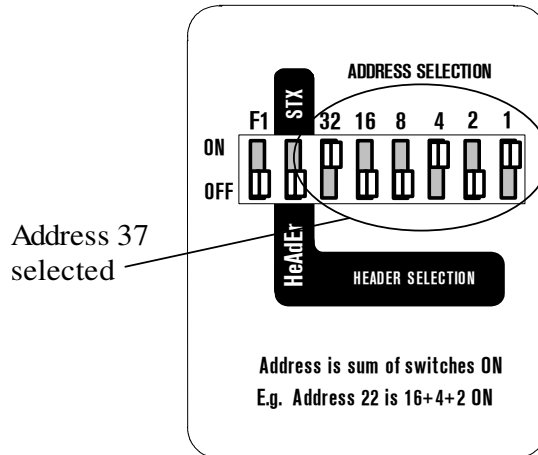 ADDRESS SELECTION
F1 STX 32 16 8 4 2 1
ON
OFF
Address 37
selected
HeAdEr
HEADER SELECTION
Address is sum of switches ON
E.g. Address 22 is 16+4+2 ON